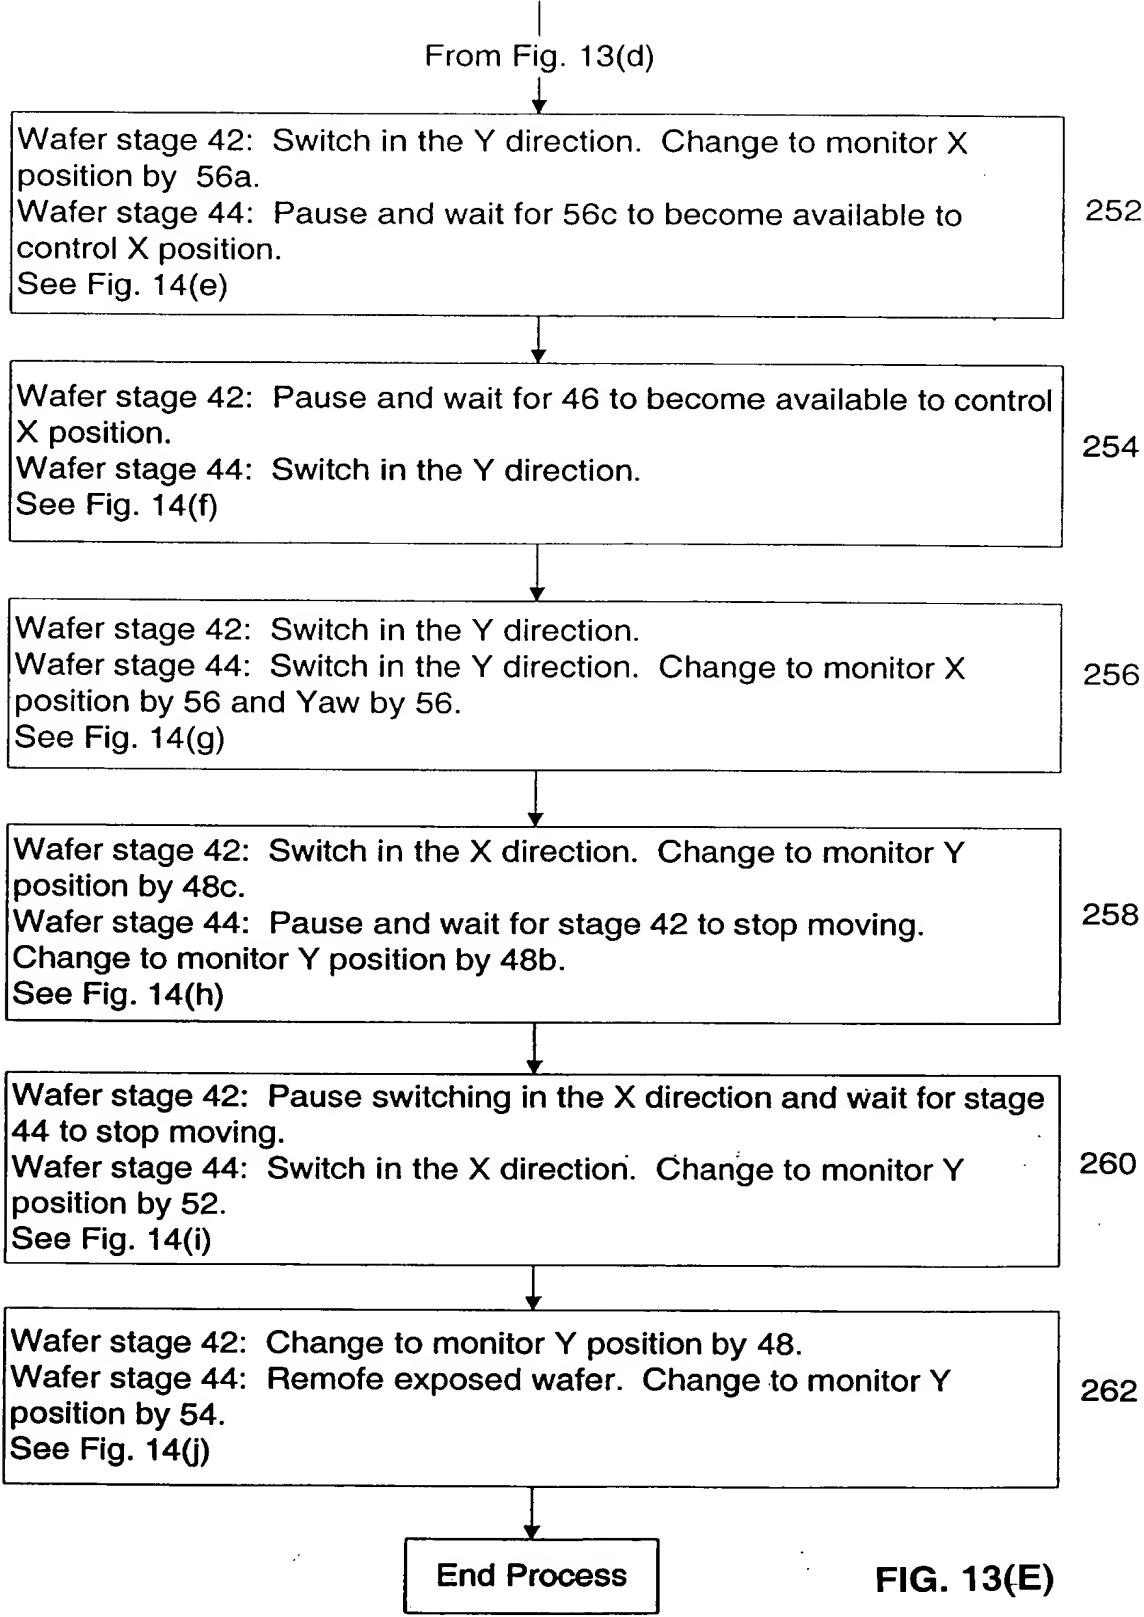 From Fig. 13(d)
Wafer stage 42: Switch in the Y direction. Change to monitor X
position by 56a.
Wafer stage 44: Pause and wait for 56c to become available to
control X position.
See Fig. 14(e)
252
Wafer stage 42: Pause and wait for 46 to become available to control
X position.
Wafer stage 44: Switch in the Y direction.
See Fig. 14(f)
254
Wafer stage 42: Switch in the Y direction.
Wafer stage 44: Switch in the Y direction. Change to monitor X
position by 56 and Yaw by 56.
See Fig. 14(g)
256
Wafer stage 42: Switch in the X direction. Change to monitor Y
position by 48c.
Wafer stage 44: Pause and wait for stage 42 to stop moving.
Change to monitor Y position by 48b.
See Fig. 14(h)
258
Wafer stage 42: Pause switching in the X direction and wait for stage
44 to stop moving.
Wafer stage 44: Switch in the X direction. Change to monitor Y
position by 52.
See Fig. 14(i)
260
Wafer stage 42: Change to monitor Y position by 48.
Wafer stage 44: Remofe exposed wafer. Change to monitor Y
position by 54.
See Fig. 14(j)
262
End Process
FIG. 13(E)